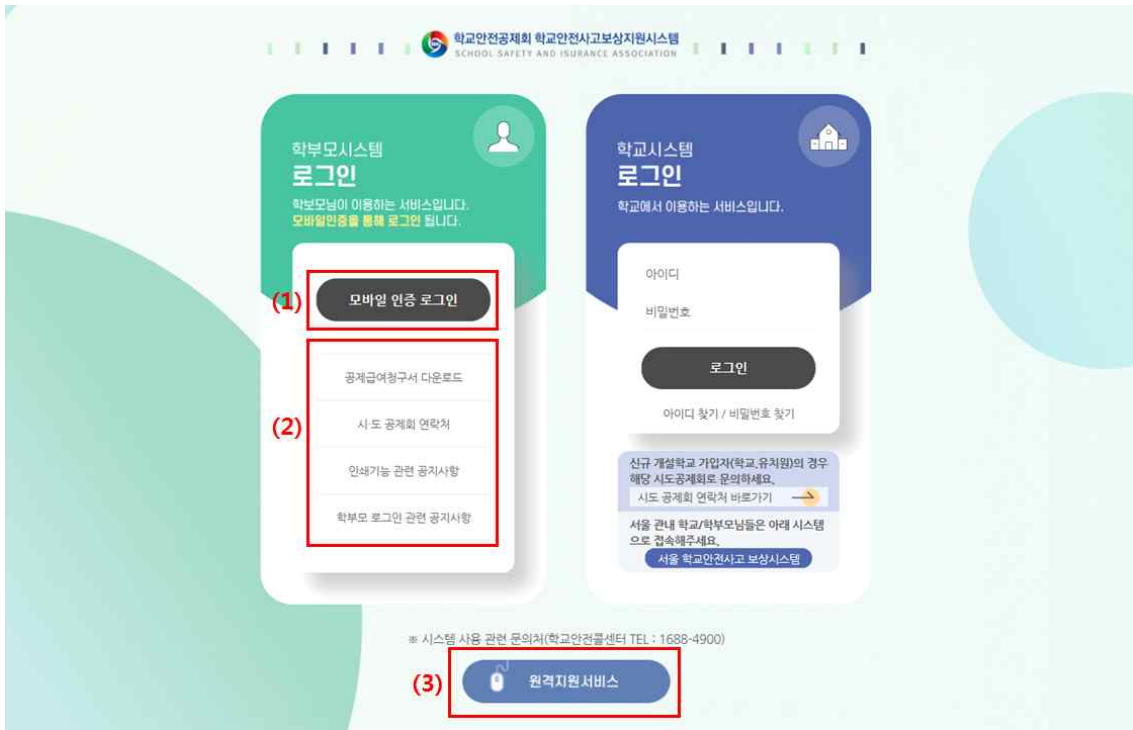 학교안전공제회 학교안전사고보상지원시스템
SCHOOL SAFETY AND ISURANCE ASSOCIATION
학부모시스템
로그인
학보모님이 이용하는 서비스입니다.
모바일인증을 통해 로그인 됩니다.
(1)
모바일 인증 로그인
(2)
공제급여청구서 다운로드
시·도 공제회 연락처
인쇄기능 관련 공지사항
학부모 로그인 관련 공지사항
학교시스템
로그인
학교에서 이용하는 서비스입니다.
아이디
비밀번호
로그인
아이디 찾기 / 비밀번호 찾기
신규 개설학교 가입자(학교,유치원)의 경우
해당 시도공제회로 문의하세요.
시도 공제회 연락처 바로가기
서울 관내 학교/학부모님들은 아래 시스템
으로 접속해주세요.
서울 학교안전사고 보상시스템
※ 시스템 사용 관련 문의처(학교안전콜센터 TEL : 1688-4900)
(3)
원격지원서비스